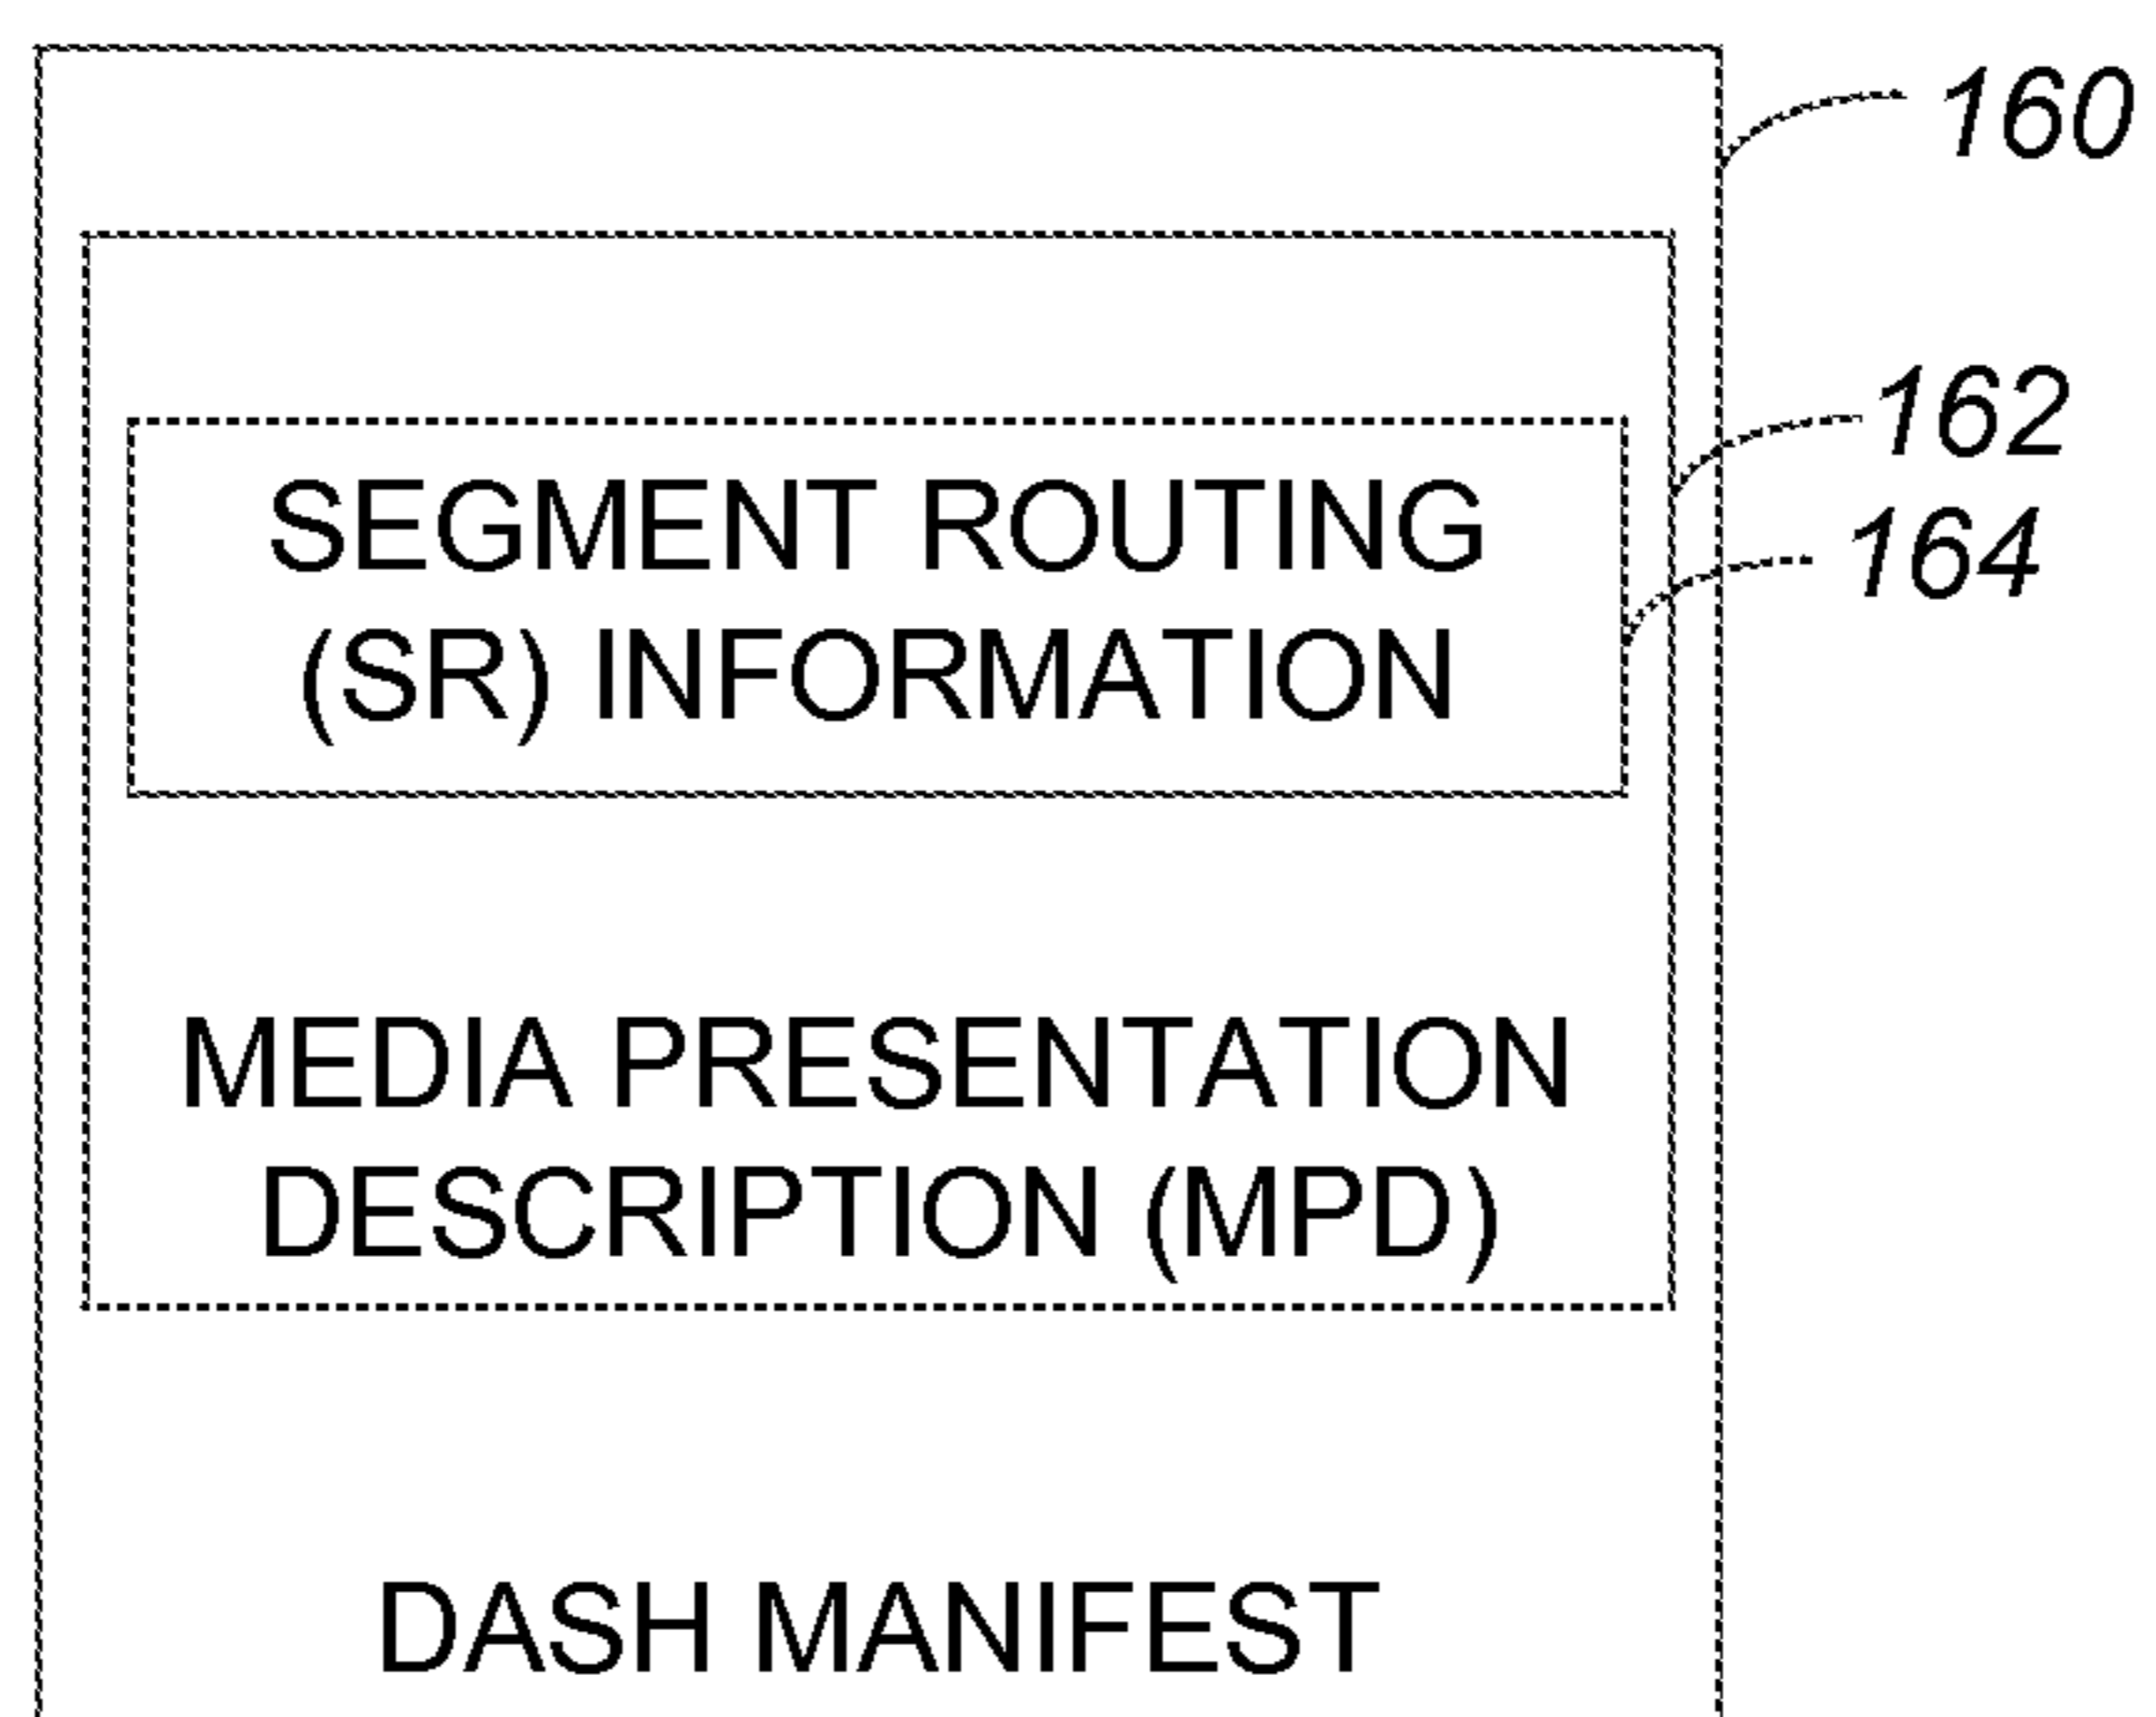 160
162
SEGMENT ROUTING
164
(SR) INFORMATION
MEDIA PRESENTATION
DESCRIPTION (MPD)
DASH MANIFEST